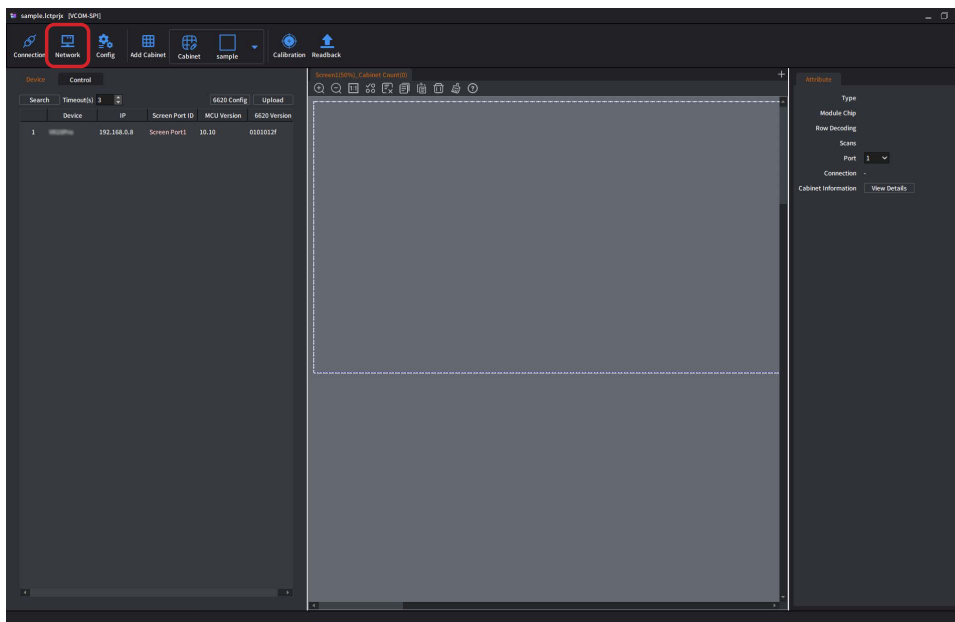 sample.lctprjx [VCOM-SPI]
Connection Network Config Add Cabinet Cabinet sample Calibration Readback
Device Control
Search Timeout(s) 3 6620 Config Upload
Device IP Screen Port ID MCU Version 6620 Version
1 192.168.0.8 Screen Port1 10.10 0101012f
Screen1(50%)_Cabinet Count(0)
1:1
Attribute
Type
Module Chip
Row Decoding
Scans
Port 1
Connection -
Cabinet Information View Details